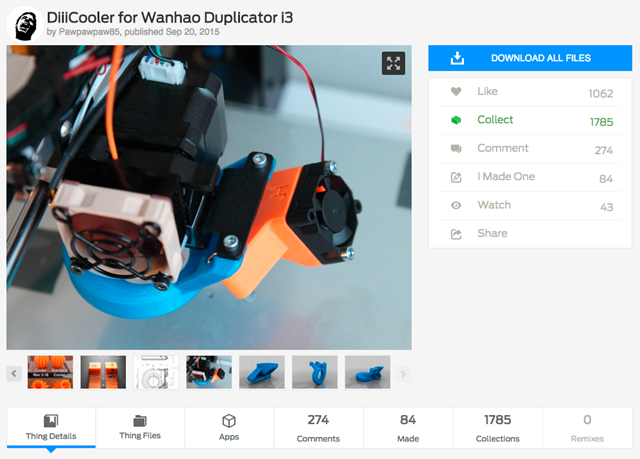 DiiiCooler for Wanhao Duplicator i3
by Pawpawpaw85, published Sep 20, 2015
DOWNLOAD ALL FILES
Like 1062
Collect 1785
Comment 274
I Made One 84
Watch 43
Share
Thing Details
Thing Files
Apps
274
Comments
84
Made
1785
Collections
0
Remixes